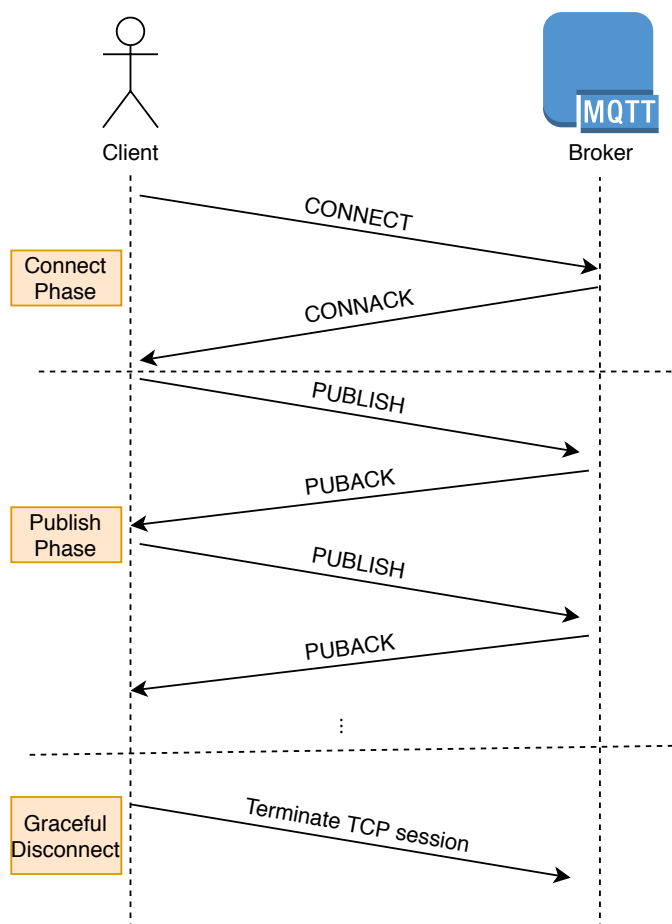 MQTT
Client
Broker
CONNECT
Connect
Phase
CONNACK
PUBLISH
PUBACK
Publish
Phase
PUBLISH
PUBACK
...
Terminate TCP session
Graceful
Disconnect